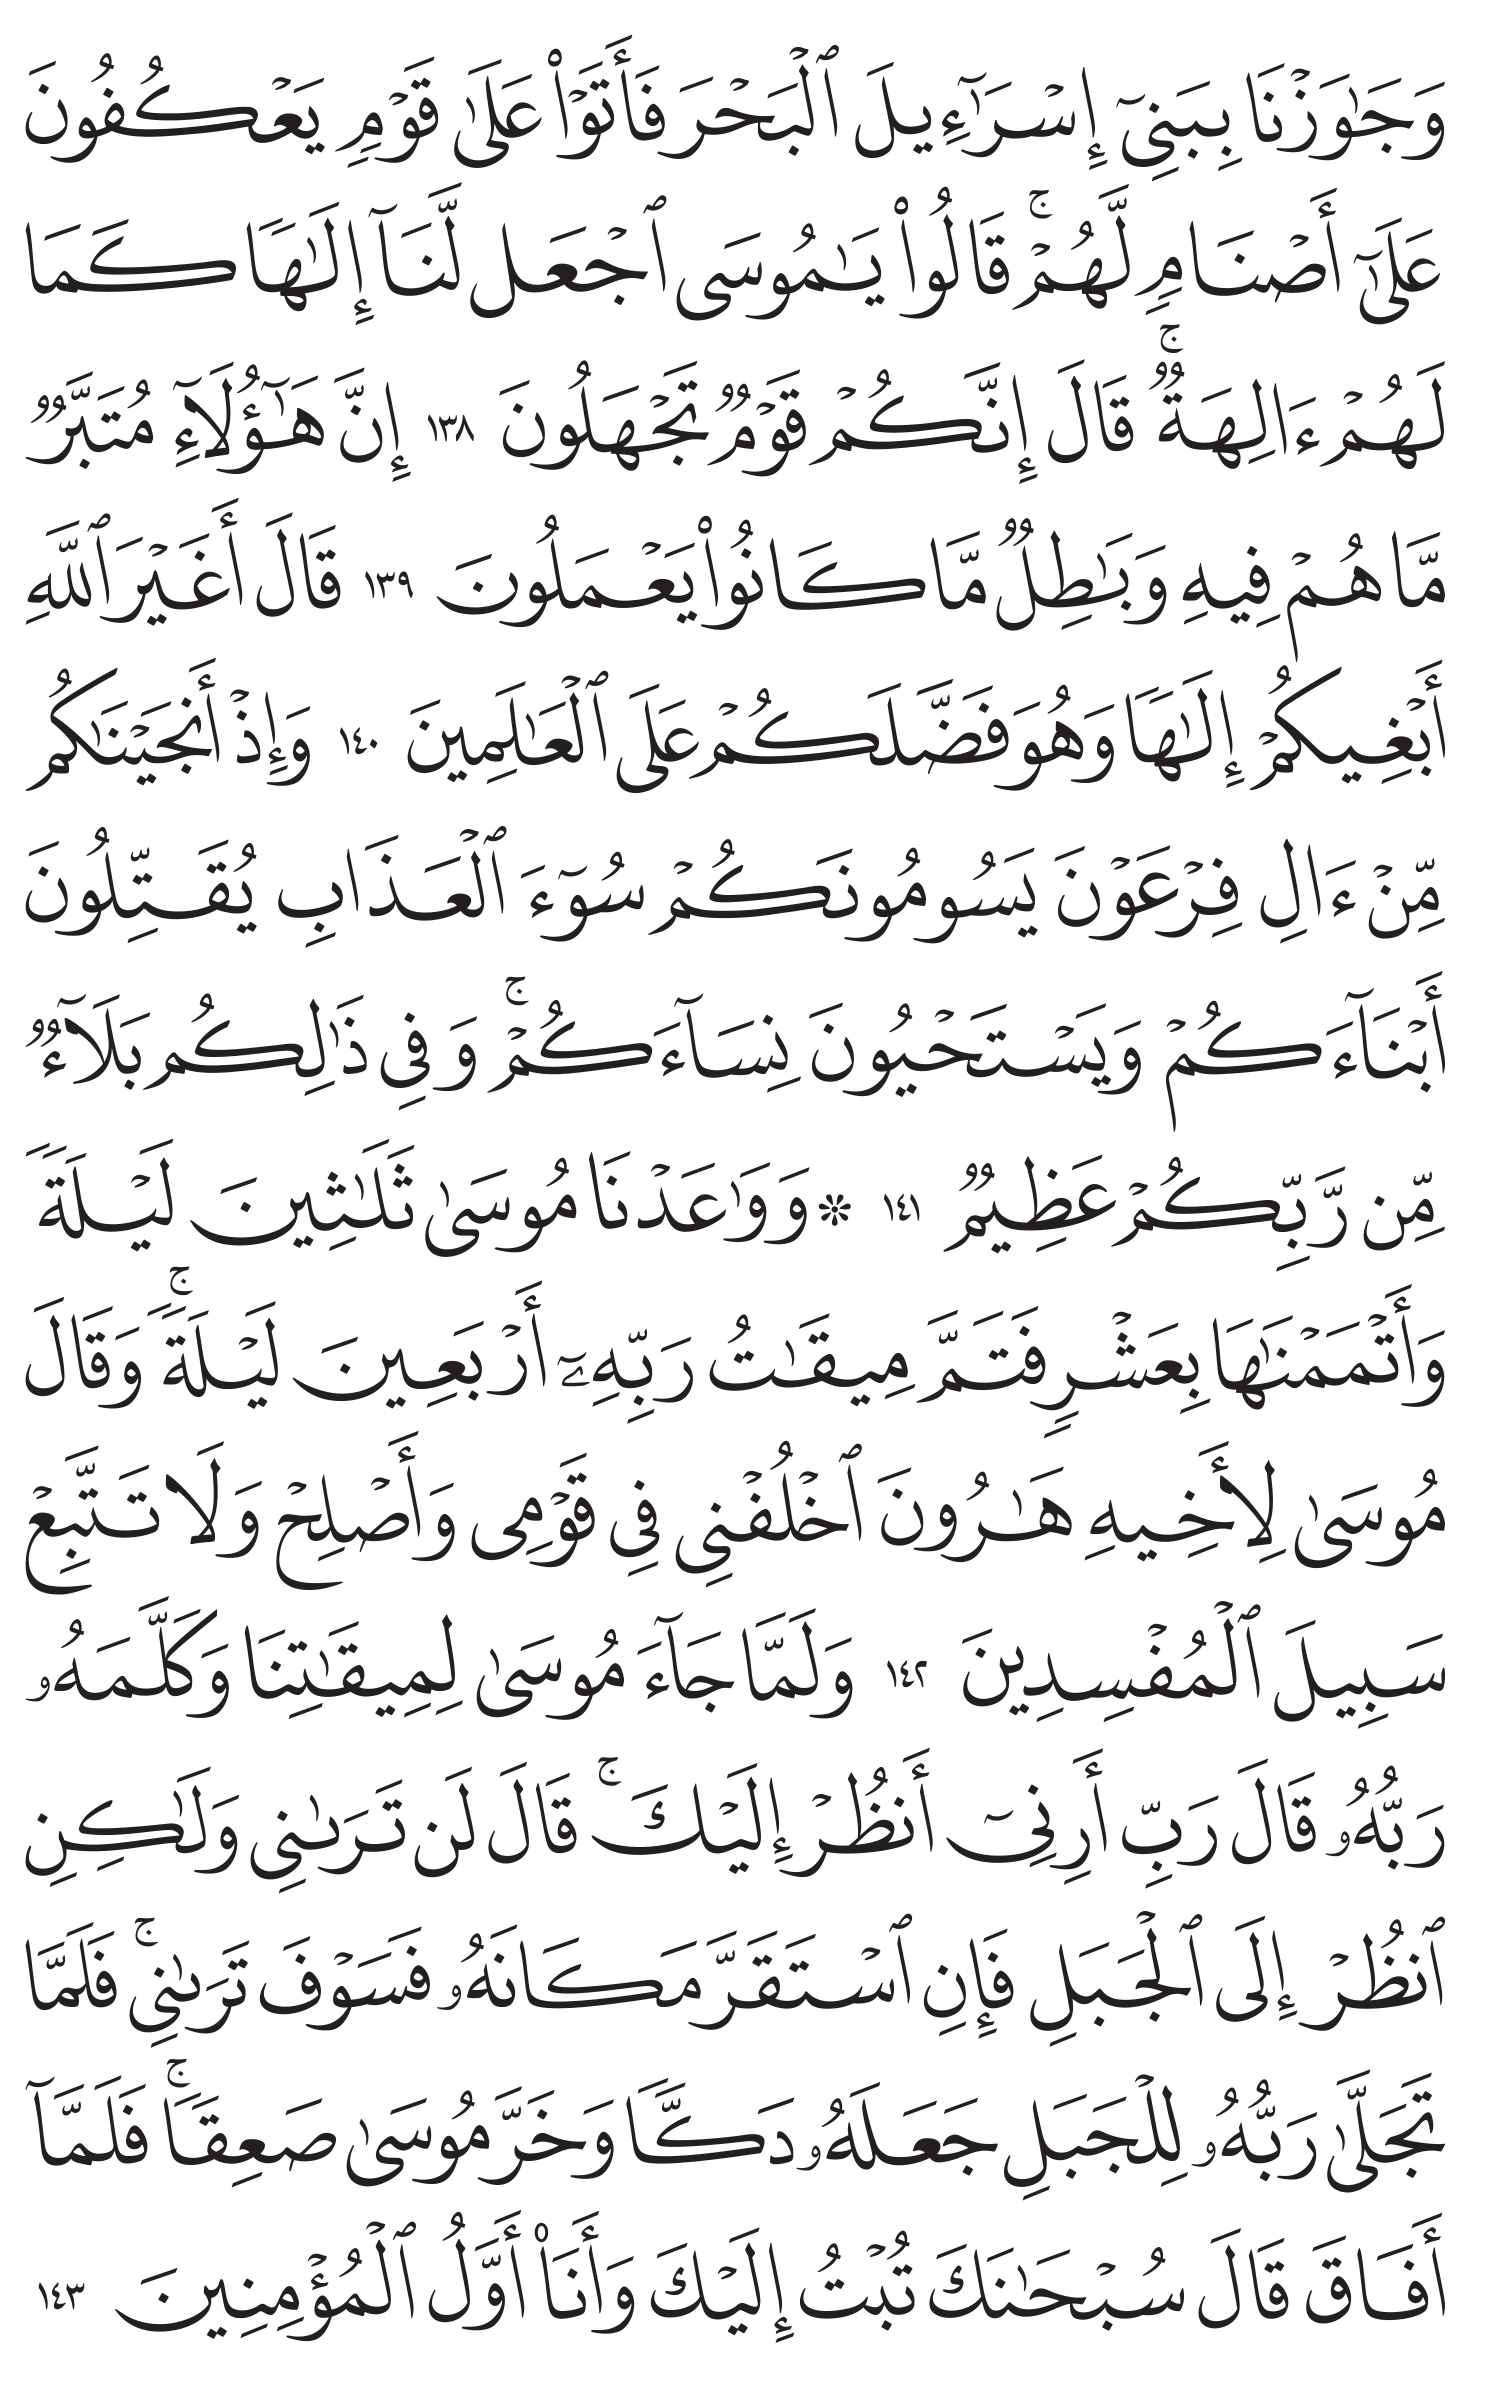 وَجَٰوَزْنَا بِبَنِىٓ إِسْرَٰٓءِيلَ ٱلْبَحْرَ فَأَتَوْا۟ عَلَىٰ قَوْمٍ يَعْكُفُونَ
عَلَىٰٓ أَصْنَامٍ لَّهُمْ ۚ قَالُوا۟ يَٰمُوسَى ٱجْعَل لَّنَآ إِلَٰهًا كَمَا
لَهُمْ ءَالِهَةٌ ۚ قَالَ إِنَّكُمْ قَوْمٌ تَجْهَلُونَ ١٣٨ إِنَّ هَٰٓؤُلَآءِ مُتَبَّرٌ
مَّا هُمْ فِيهِ وَبَٰطِلٌ مَّا كَانُوا۟ يَعْمَلُونَ ١٣٩ قَالَ أَغَيْرَ ٱللَّهِ
أَبْغِيكُمْ إِلَٰهًا وَهُوَ فَضَّلَكُمْ عَلَى ٱلْعَٰلَمِينَ ١٤٠ وَإِذْ أَنجَيْنَٰكُم
مِّنْ ءَالِ فِرْعَوْنَ يَسُومُونَكُمْ سُوٓءَ ٱلْعَذَابِ يُقَتِّلُونَ
أَبْنَآءَكُمْ وَيَسْتَحْيُونَ نِسَآءَكُمْ ۚ وَفِى ذَٰلِكُم بَلَآءٌ
مِّن رَّبِّكُمْ عَظِيمٌ ١٤١ ۞ وَوَٰعَدْنَا مُوسَىٰ ثَلَٰثِينَ لَيْلَةً
وَأَتْمَمْنَٰهَا بِعَشْرٍ فَتَمَّ مِيقَٰتُ رَبِّهِۦٓ أَرْبَعِينَ لَيْلَةً ۚ وَقَالَ
مُوسَىٰ لِأَخِيهِ هَٰرُونَ ٱخْلُفْنِى فِى قَوْمِى وَأَصْلِحْ وَلَا تَتَّبِعْ
سَبِيلَ ٱلْمُفْسِدِينَ ١٤٢ وَلَمَّا جَآءَ مُوسَىٰ لِمِيقَٰتِنَا وَكَلَّمَهُۥ
رَبُّهُۥ قَالَ رَبِّ أَرِنِىٓ أَنظُرْ إِلَيْكَ ۚ قَالَ لَن تَرَىٰنِى وَلَٰكِنِ
ٱنظُرْ إِلَى ٱلْجَبَلِ فَإِنِ ٱسْتَقَرَّ مَكَانَهُۥ فَسَوْفَ تَرَىٰنِى ۚ فَلَمَّا
تَجَلَّىٰ رَبُّهُۥ لِلْجَبَلِ جَعَلَهُۥ دَكًّا وَخَرَّ مُوسَىٰ صَعِقًا ۚ فَلَمَّآ
أَفَاقَ قَالَ سُبْحَٰنَكَ تُبْتُ إِلَيْكَ وَأَنَا۠ أَوَّلُ ٱلْمُؤْمِنِينَ ١٤٣